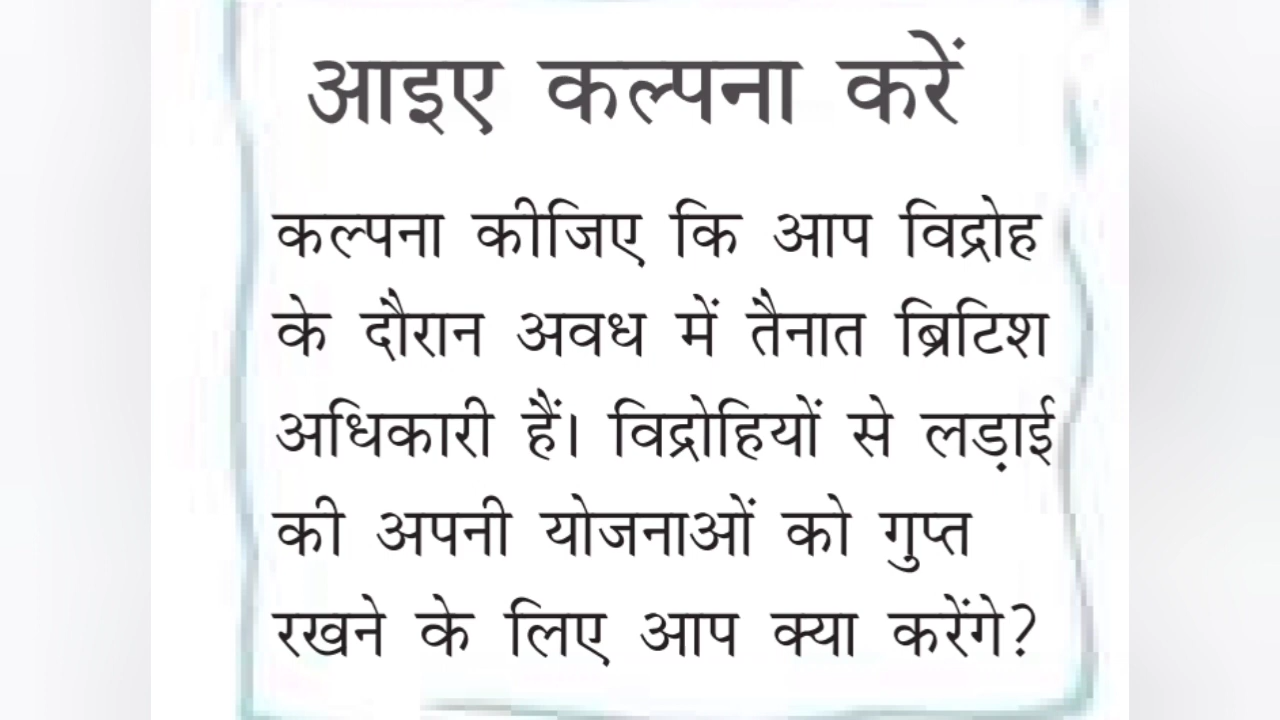 आइए कल्पना करें
कल्पना कीजिए कि आप विद्रोह
के दौरान अवध में तैनात ब्रिटिश
अधिकारी हैं। विद्रोहियों से लड़ाई
की अपनी योजनाओं को गुप्त
रखने के लिए आप क्या करेंगे?